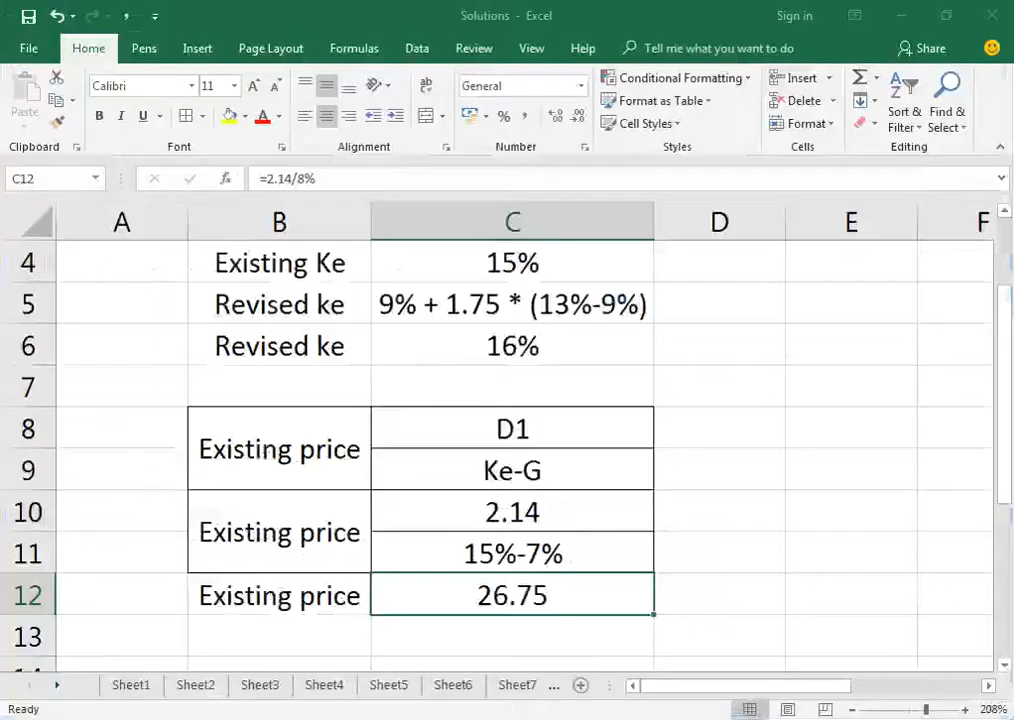 Solutions - Excel
Sign in
File Home Pens Insert Page Layout Formulas Data Review View Help Tell me what you want to do Share
Paste
Calibri 11
B I U
A A
ab
General
$ % ,
Conditional Formatting
Format as Table
Cell Styles
Insert
Delete
Format
Sort & Filter
Find & Select
Clipboard Font Alignment Number Styles Cells Editing
C12 fx =2.14/8%
A B C D E F
4 Existing Ke 15%
5 Revised ke 9% + 1.75 * (13%-9%)
6 Revised ke 16%
7
8 D1
Existing price
9 Ke-G
10 2.14
Existing price
11 15%-7%
12 Existing price 26.75
13
Sheet1 Sheet2 Sheet3 Sheet4 Sheet5 Sheet6 Sheet7 ...
Ready 208%